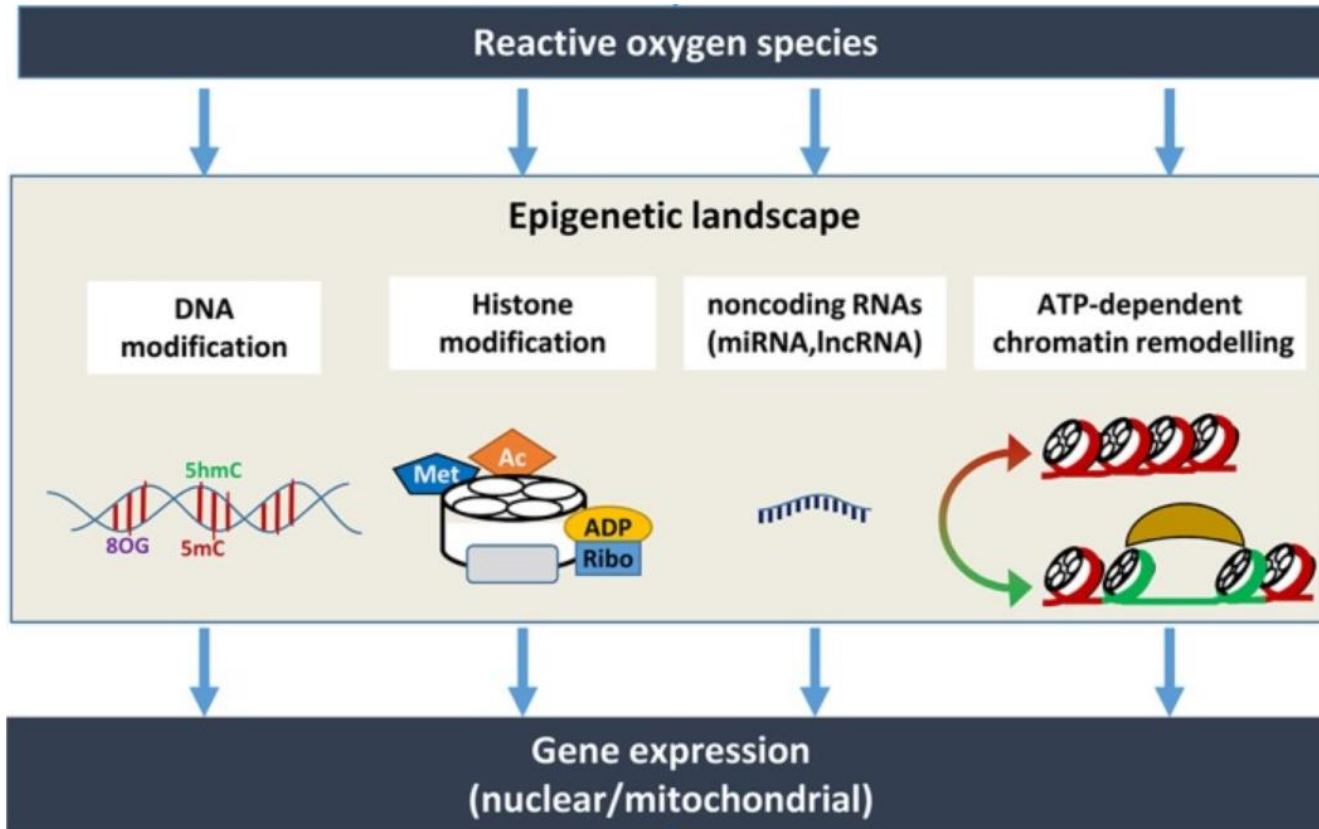 Reactive oxygen species
Epigenetic landscape
DNA
modification
Histone
modification
noncoding RNAs
(miRNA,lncRNA)
ATP-dependent
chromatin remodelling
5hmC
8OG
5mC
Met
Ac
ADP
Ribo
Gene expression
(nuclear/mitochondrial)